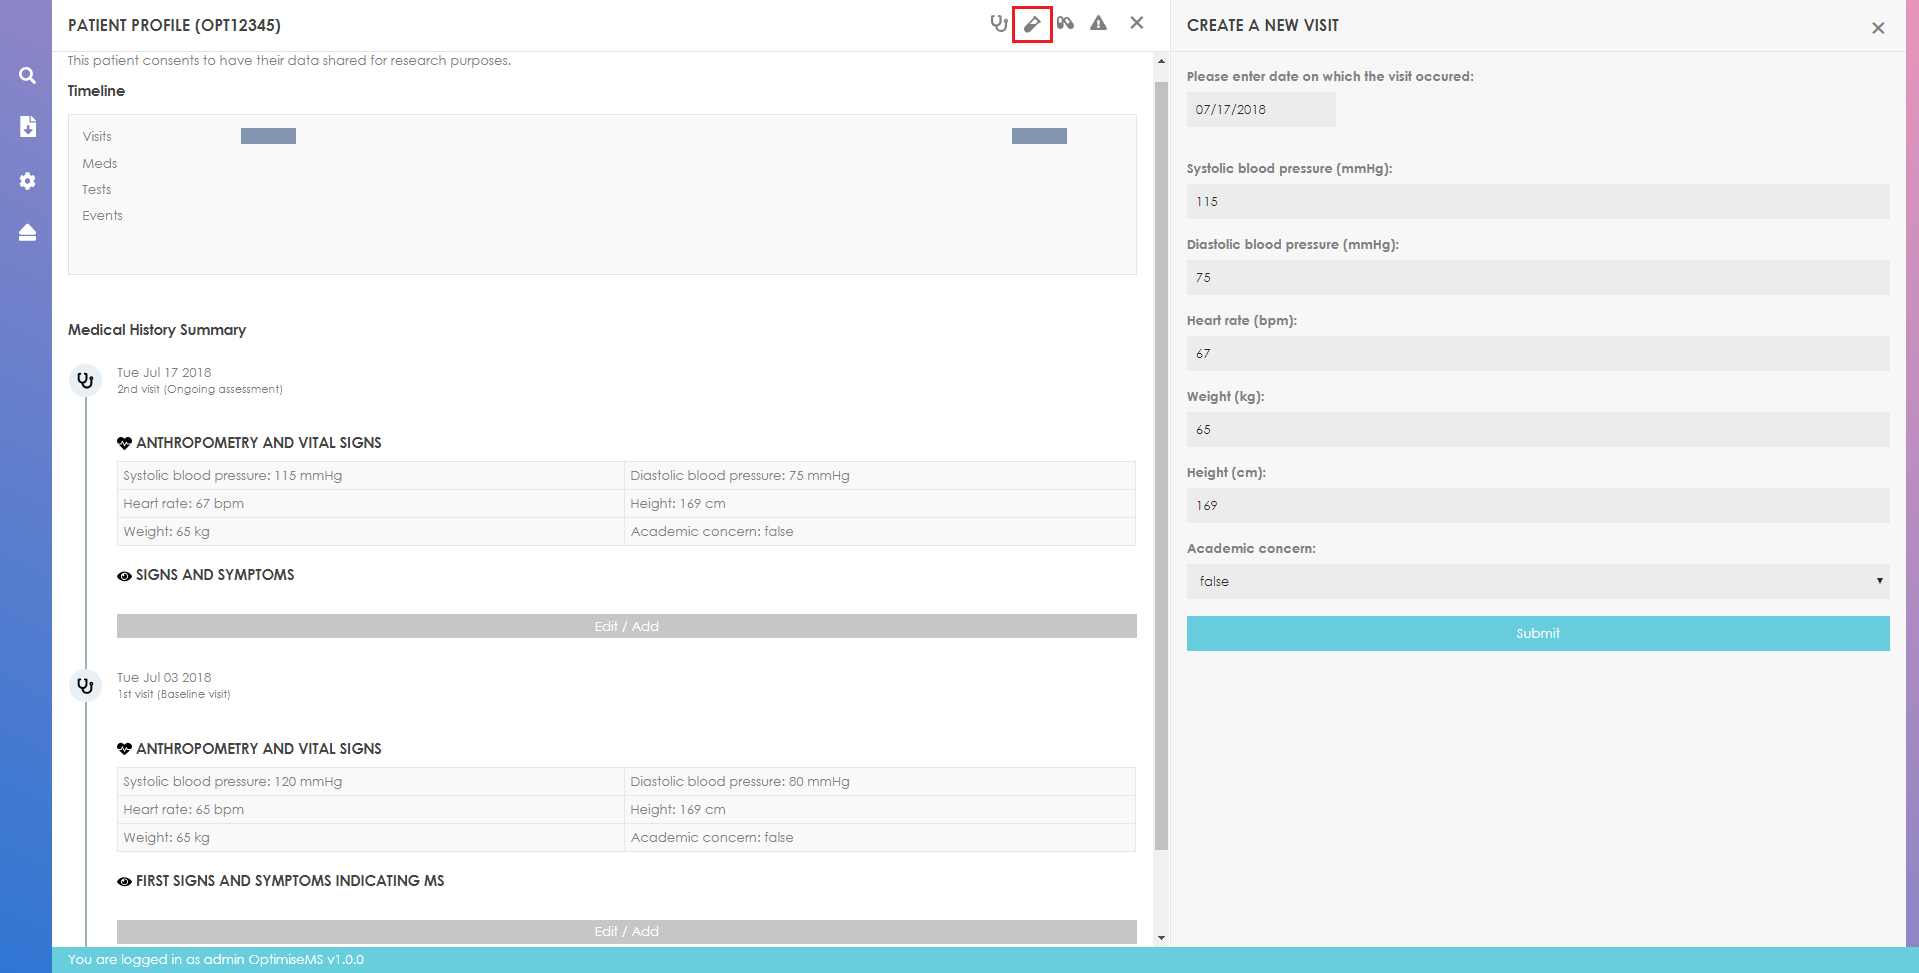 PATIENT PROFILE (OPT12345)
This patient consents to have their data shared for research purposes.
Timeline
Visits
Meds
Tests
Events
Medical History Summary
Tue Jul 17 2018
2nd visit (Ongoing assessment)
ANTHROPOMETRY AND VITAL SIGNS
Systolic blood pressure: 115 mmHg
Diastolic blood pressure: 75 mmHg
Heart rate: 67 bpm
Height: 169 cm
Weight: 65 kg
Academic concern: false
SIGNS AND SYMPTOMS
Edit / Add
Tue Jul 03 2018
1st visit (Baseline visit)
ANTHROPOMETRY AND VITAL SIGNS
Systolic blood pressure: 120 mmHg
Diastolic blood pressure: 80 mmHg
Heart rate: 65 bpm
Height: 169 cm
Weight: 65 kg
Academic concern: false
FIRST SIGNS AND SYMPTOMS INDICATING MS
Edit / Add
CREATE A NEW VISIT
Please enter date on which the visit occured:
07/17/2018
Systolic blood pressure (mmHg):
115
Diastolic blood pressure (mmHg):
75
Heart rate (bpm):
67
Weight (kg):
65
Height (cm):
169
Academic concern:
false
Submit
You are logged in as admin OptimiseMS v1.0.0